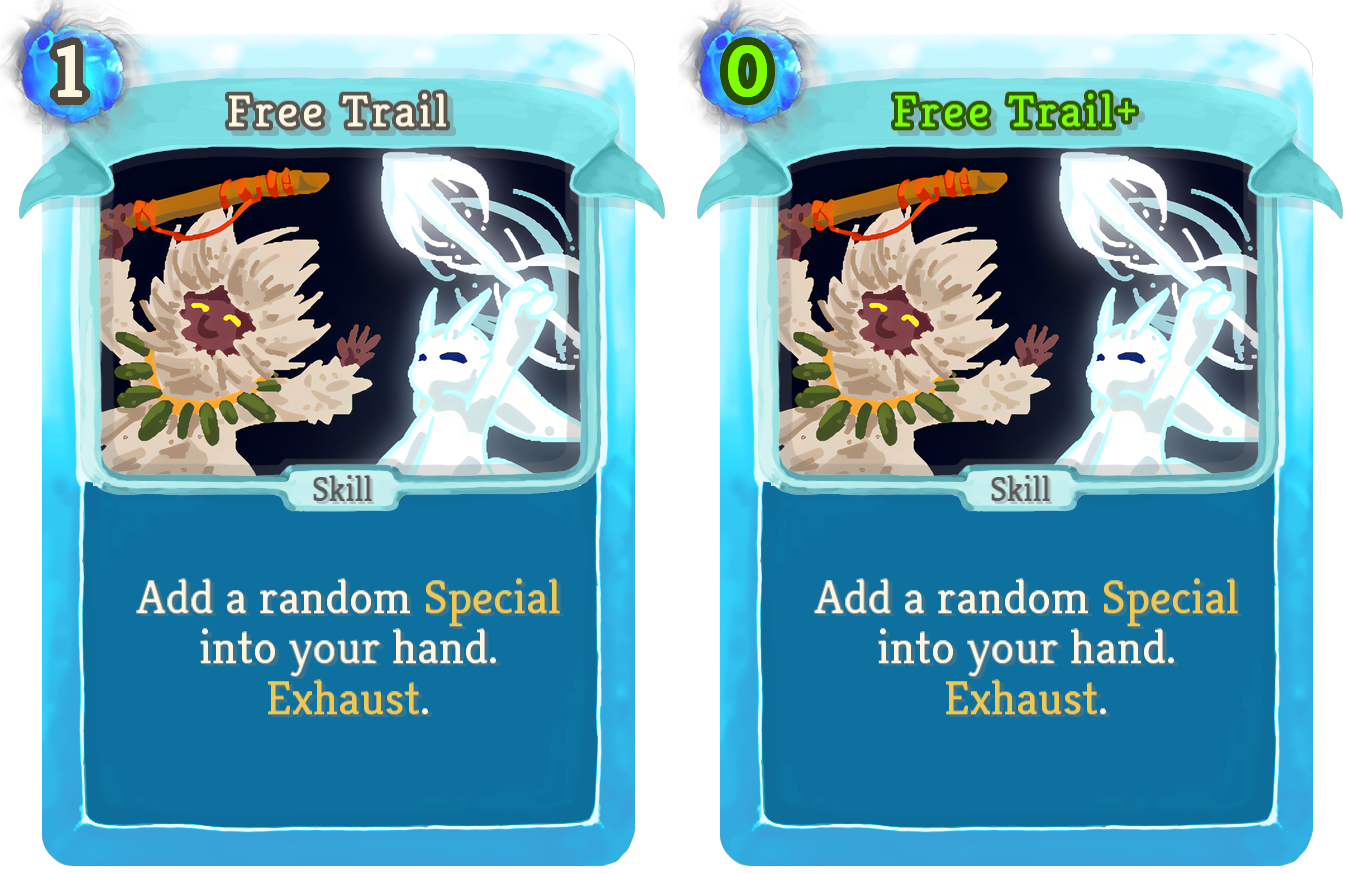 1
Free Trail
Skill
Add a random Special
into your hand.
Exhaust.
0
Free Trail+
Skill
Add a random Special
into your hand.
Exhaust.